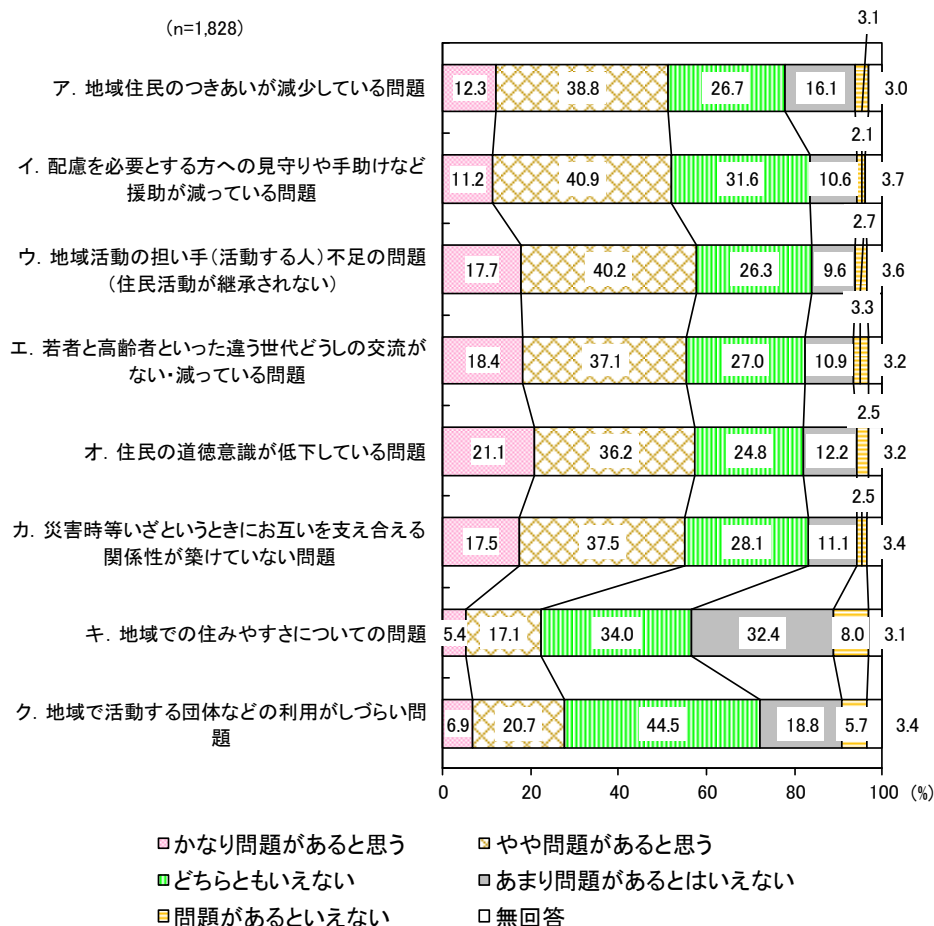 (n=1,828)
3.1
ア．地域住民のつきあいが減少している問題
12.3 38.8 26.7 16.1 3.0
2.1
イ．配慮を必要とする方への見守りや手助けなど
援助が減っている問題
11.2 40.9 31.6 10.6 3.7
2.7
ウ．地域活動の担い手（活動する人）不足の問題
（住民活動が継承されない）
17.7 40.2 26.3 9.6 3.6
3.3
エ．若者と高齢者といった違う世代どうしの交流が
ない・減っている問題
18.4 37.1 27.0 10.9 3.2
2.5
オ．住民の道徳意識が低下している問題
21.1 36.2 24.8 12.2 3.2
2.5
カ．災害時等いざというときにお互いを支え合える
関係性が築けていない問題
17.5 37.5 28.1 11.1 3.4
キ．地域での住みやすさについての問題
5.4 17.1 34.0 32.4 8.0 3.1
ク．地域で活動する団体などの利用がしづらい問
題
6.9 20.7 44.5 18.8 5.7 3.4
0 20 40 60 80 100 (%)
かなり問題があると思う やや問題があると思う
どちらともいえない あまり問題があるとはいえない
問題があるといえない 無回答